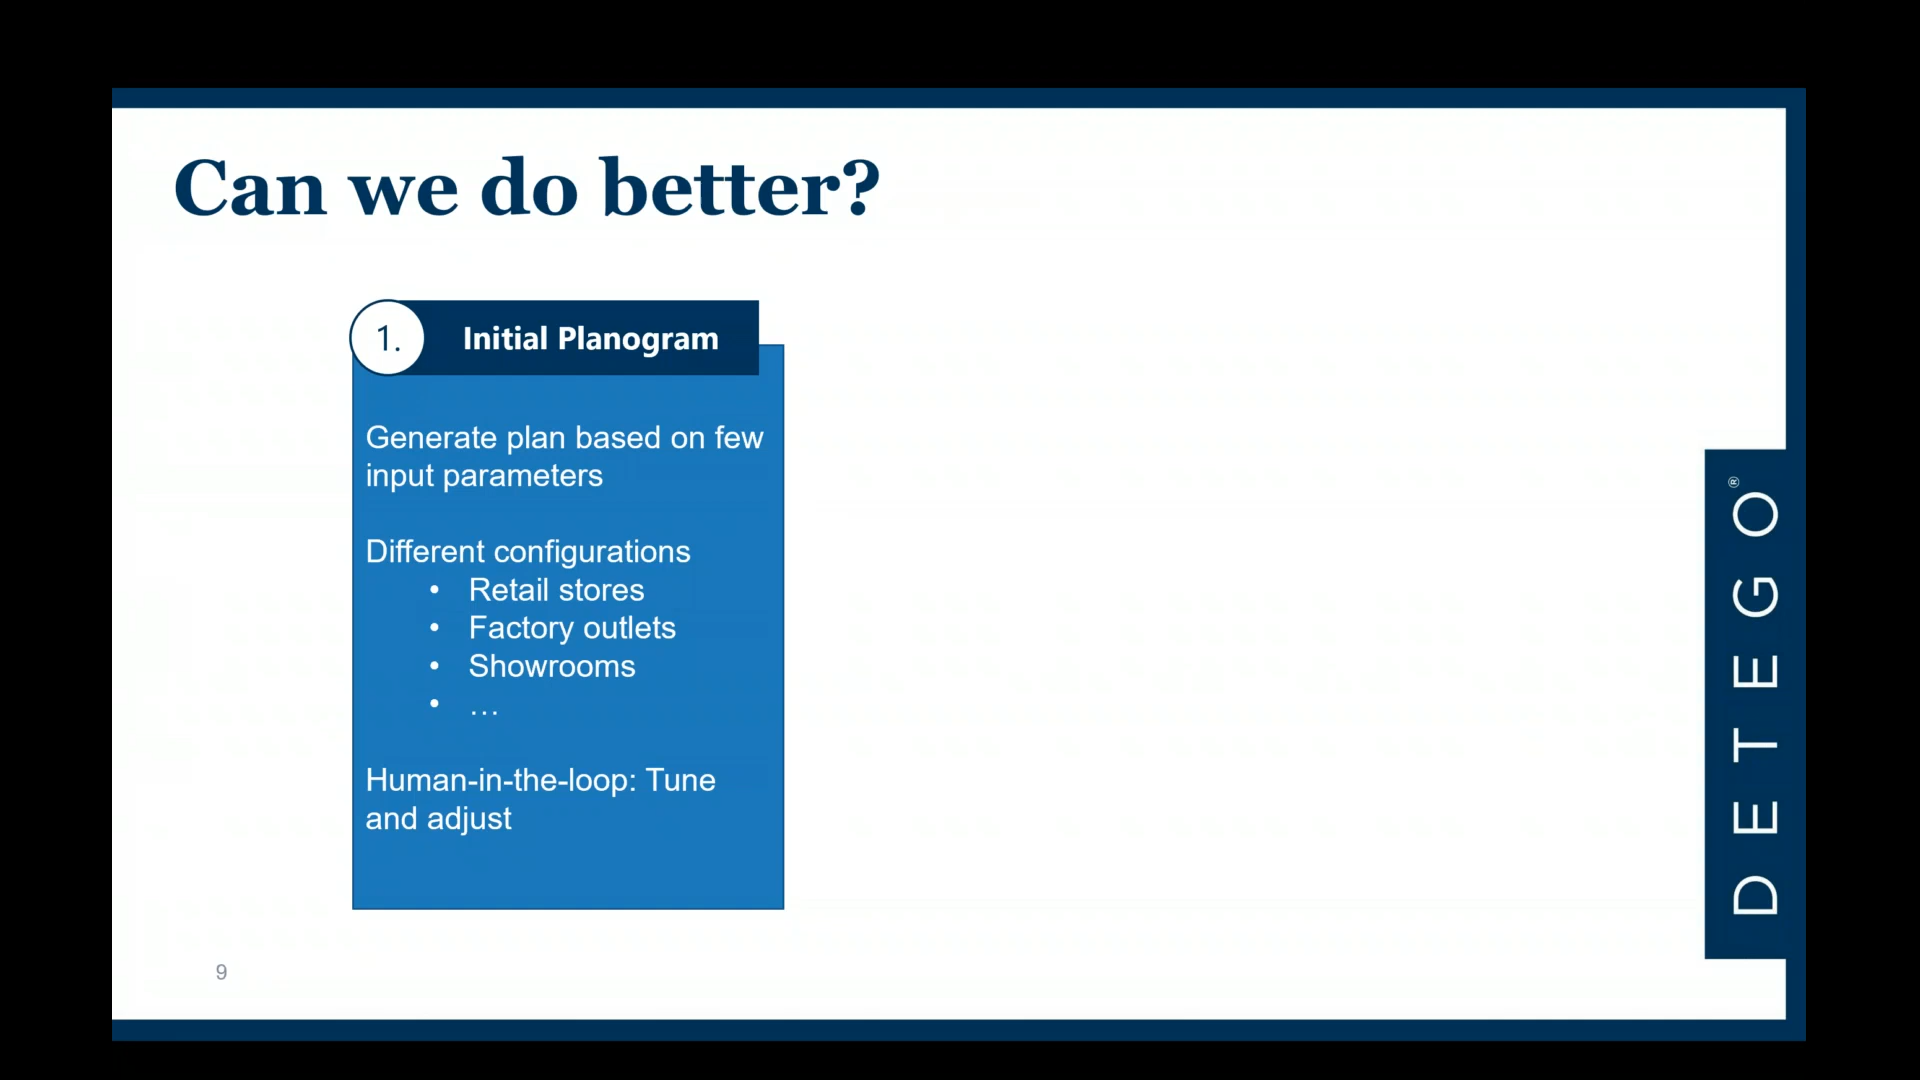 Can we do better?
1.
Initial Planogram
Generate plan based on few
input parameters
Different configurations
• Retail stores
• Factory outlets
• Showrooms
• …
Human-in-the-loop: Tune
and adjust
DETEGO®
9